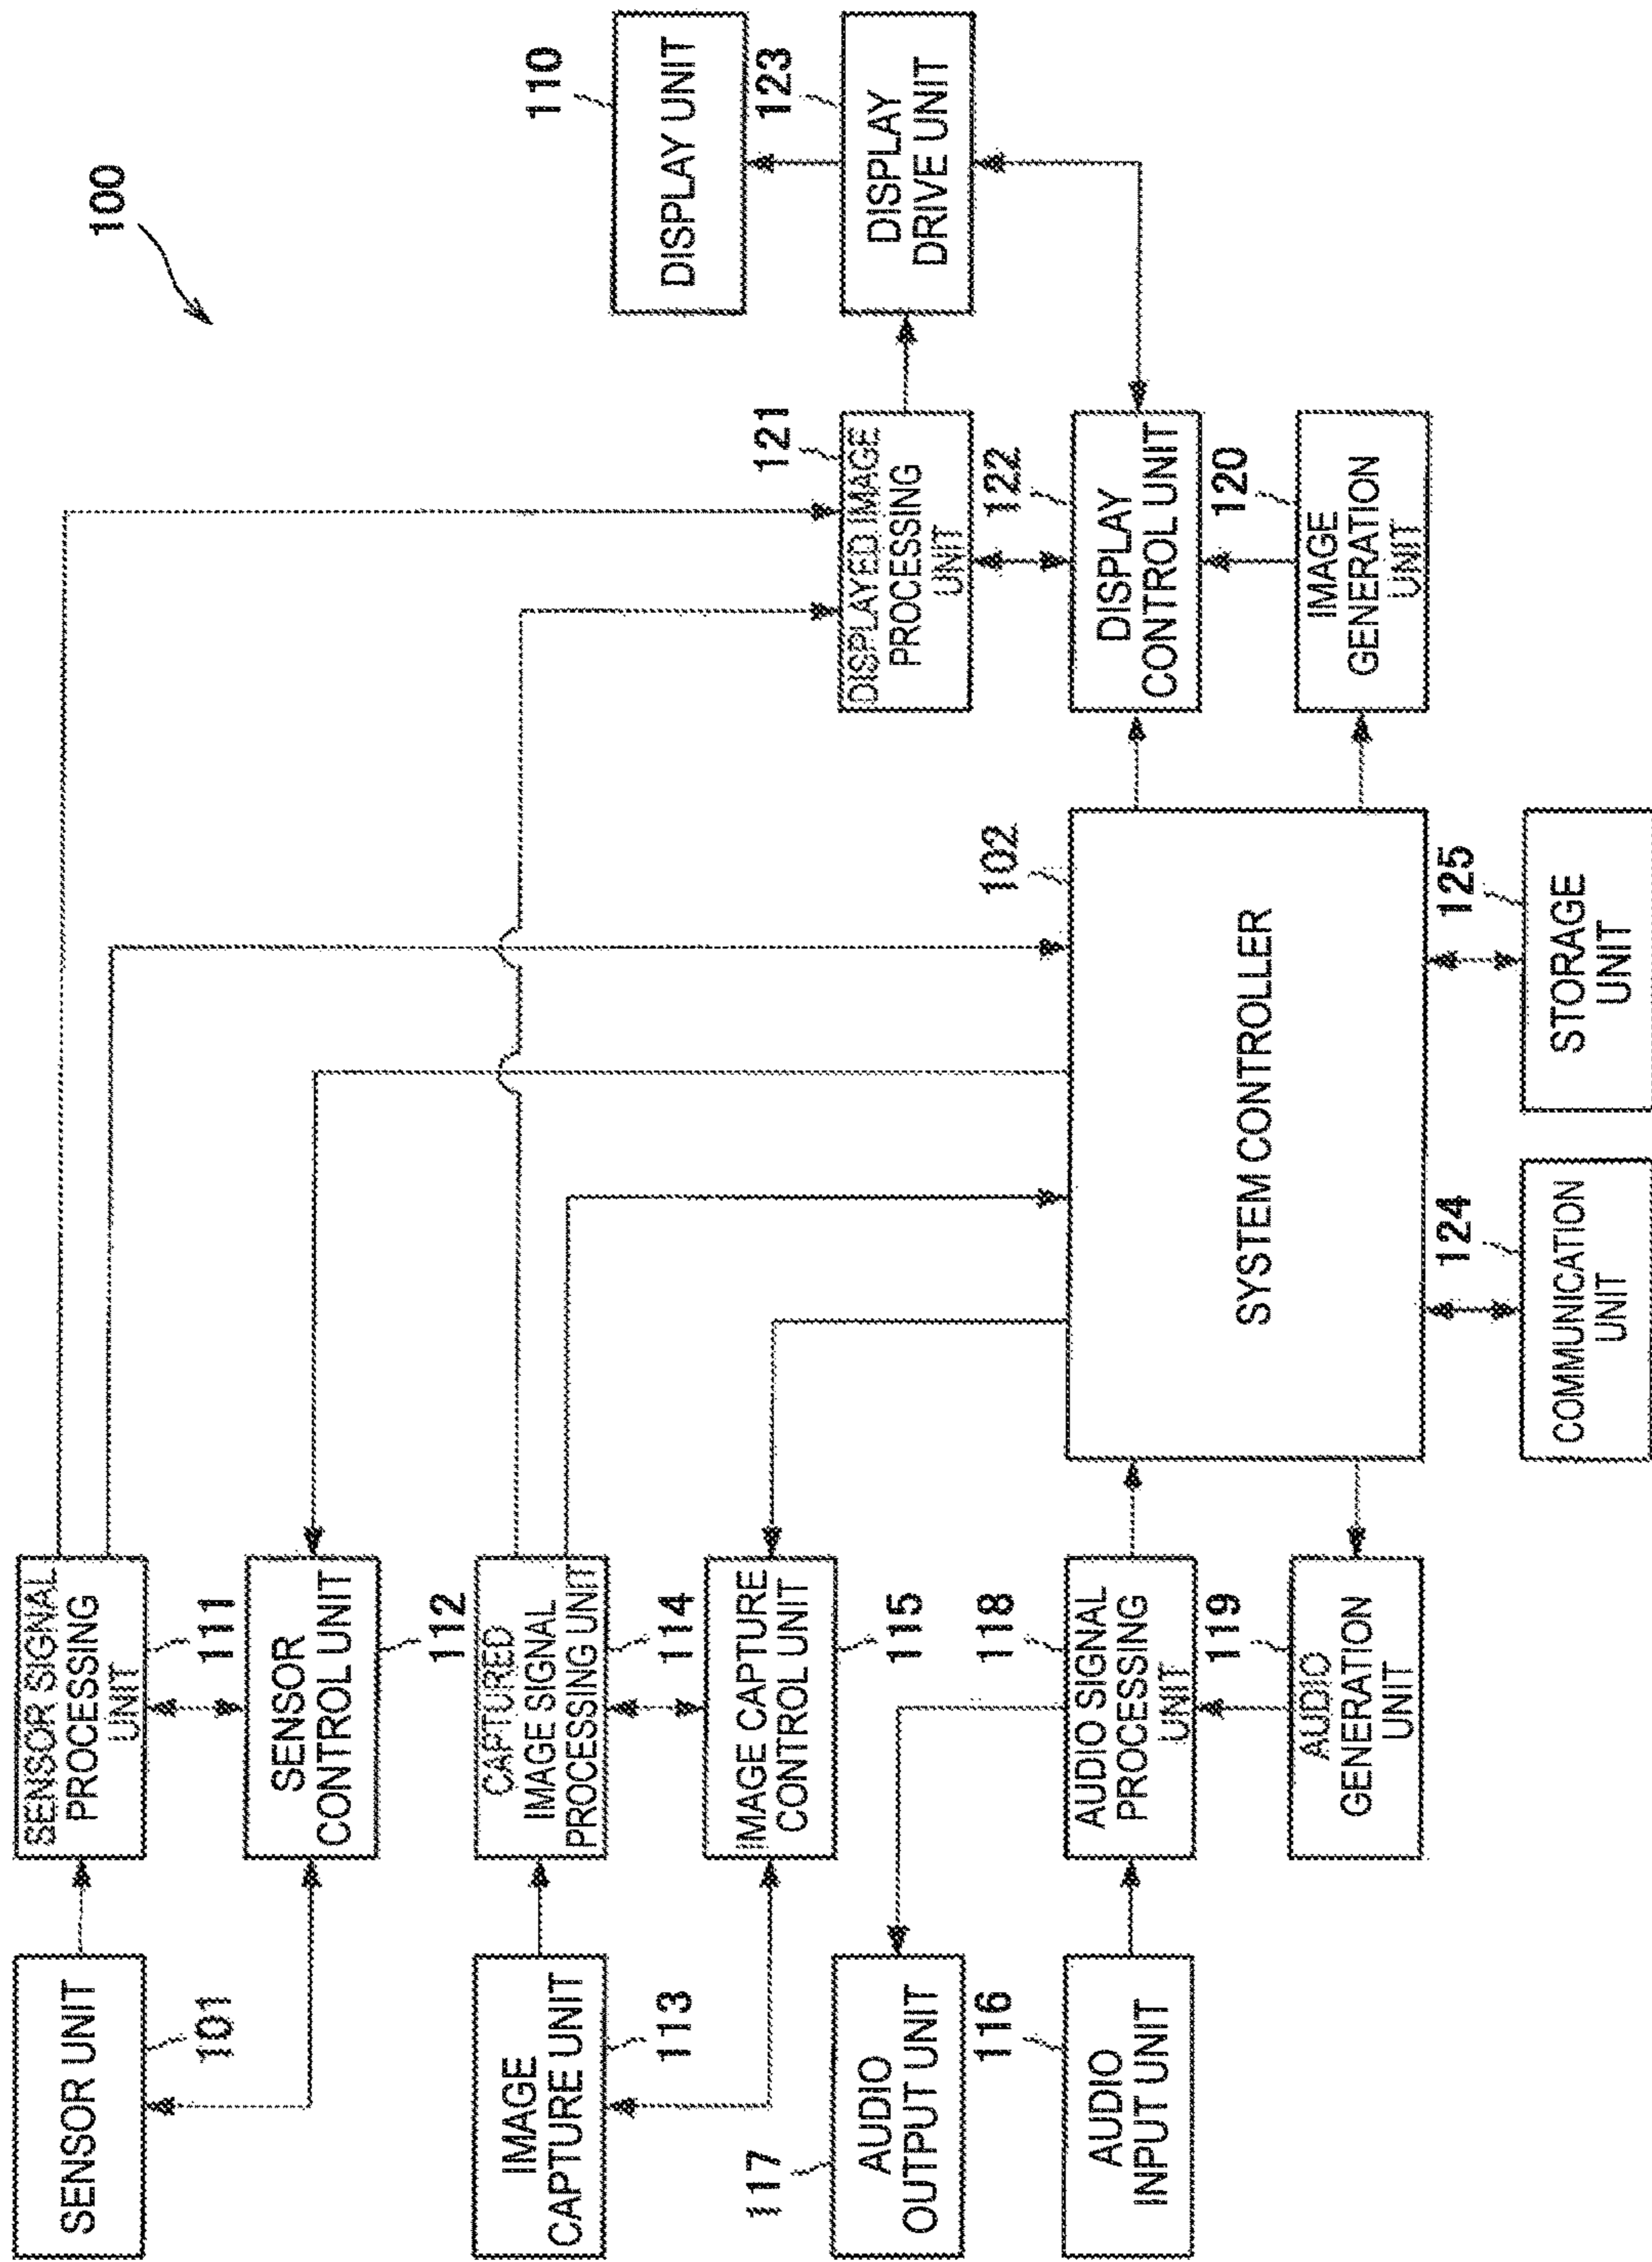 100
SENSOR UNIT
101
SENSOR SIGNAL
PROCESSING
UNIT
111
SENSOR
CONTROL UNIT
112
IMAGE
CAPTURE UNIT
113
CAPTURED
IMAGE SIGNAL
PROCESSING UNIT
114
IMAGE CAPTURE
CONTROL UNIT
115
117
AUDIO
OUTPUT UNIT
116
AUDIO
INPUT UNIT
118
AUDIO SIGNAL
PROCESSING
UNIT
119
AUDIO
GENERATION
UNIT
102
SYSTEM CONTROLLER
124
COMMUNICATION
UNIT
125
STORAGE
UNIT
121
DISPLAYED IMAGE
PROCESSING
UNIT
122
DISPLAY
CONTROL UNIT
120
IMAGE
GENERATION
UNIT
110
DISPLAY UNIT
123
DISPLAY
DRIVE UNIT